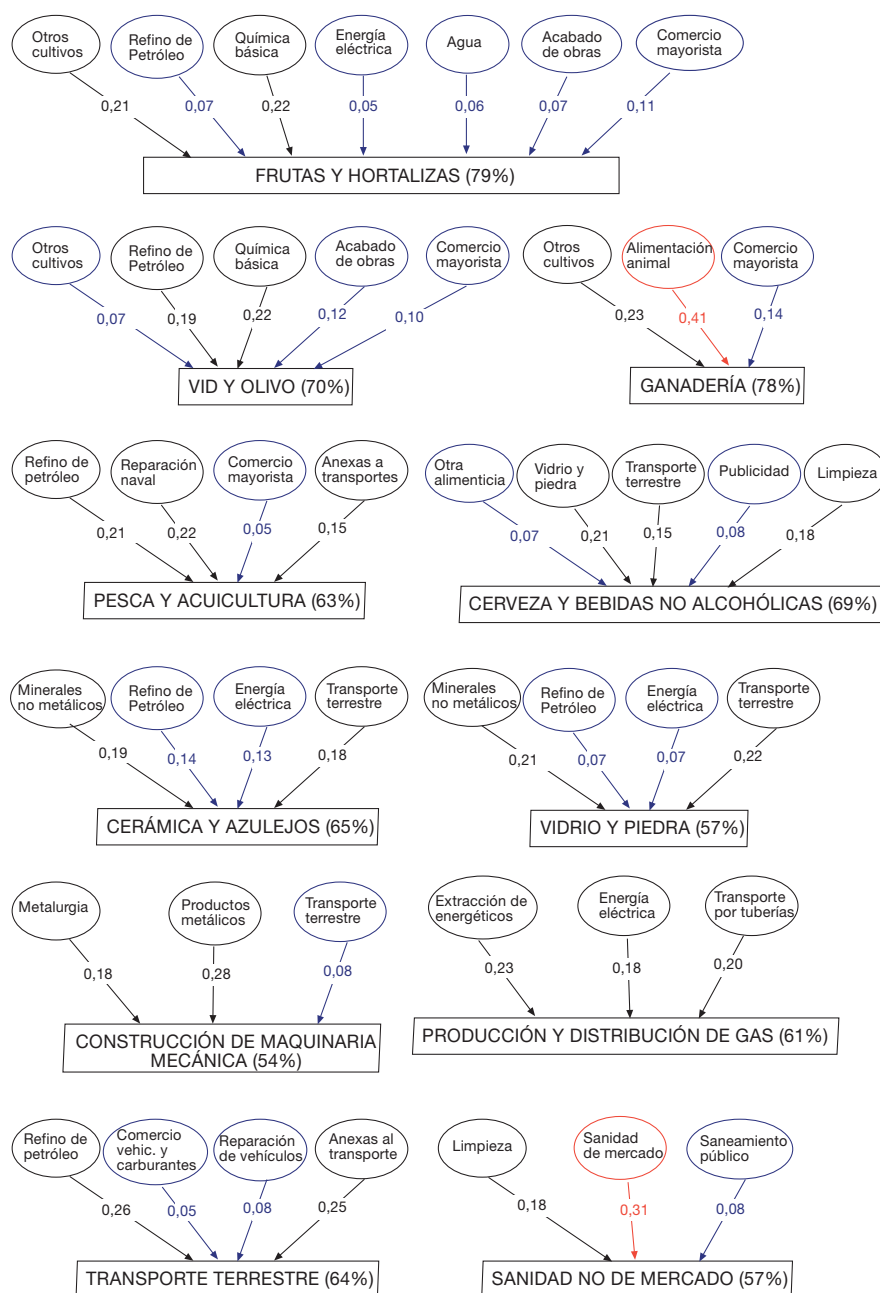 Otros
cultivos
Refino de
Petróleo
Química
básica
Energía
eléctrica
Agua
Acabado
de obras
Comercio
mayorista
0,21
0,07
0,22
0,05
0,06
0,07
0,11
FRUTAS Y HORTALIZAS (79%)
Otros
cultivos
Refino de
Petróleo
Química
básica
Acabado
de obras
Comercio
mayorista
0,07
0,19
0,22
0,12
0,10
VID Y OLIVO (70%)
Otros
cultivos
Alimentación
animal
Comercio
mayorista
0,23
0,41
0,14
GANADERÍA (78%)
Refino de
petróleo
Reparación
naval
Comercio
mayorista
Anexas a
transportes
0,21
0,22
0,05
0,15
PESCA Y ACUICULTURA (63%)
Otra
alimenticia
Vidrio y
piedra
Transporte
terrestre
Publicidad
Limpieza
0,07
0,21
0,15
0,08
0,18
CERVEZA Y BEBIDAS NO ALCOHÓLICAS (69%)
Minerales
no metálicos
Refino de
Petróleo
Energía
eléctrica
Transporte
terrestre
0,19
0,14
0,13
0,18
CERÁMICA Y AZULEJOS (65%)
Minerales
no metálicos
Refino de
Petróleo
Energía
eléctrica
Transporte
terrestre
0,21
0,07
0,07
0,22
VIDRIO Y PIEDRA (57%)
Metalurgia
Productos
metálicos
Transporte
terrestre
0,18
0,28
0,08
CONSTRUCCIÓN DE MAQUINARIA
MECÁNICA (54%)
Extracción de
energéticos
Energía
eléctrica
Transporte
por tuberías
0,23
0,18
0,20
PRODUCCIÓN Y DISTRIBUCIÓN DE GAS (61%)
Refino de
petróleo
Comercio
vehic. y
carburantes
Reparación
de vehículos
Anexas al
transporte
0,26
0,05
0,08
0,25
TRANSPORTE TERRESTRE (64%)
Limpieza
Sanidad
de mercado
Saneamiento
público
0,18
0,31
0,08
SANIDAD NO DE MERCADO (57%)